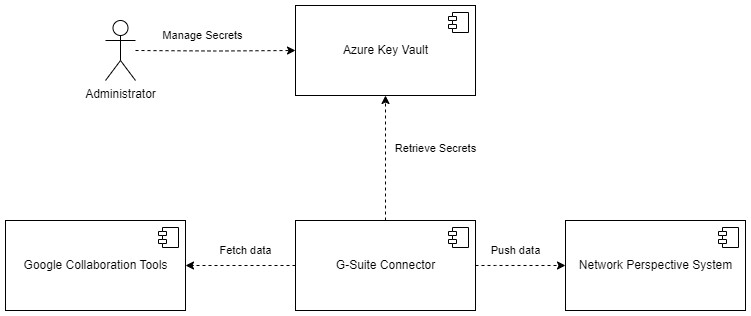 Manage Secrets
Azure Key Vault
Administrator
Retrieve Secrets
Fetch data
Push data
Google Collaboration Tools
G-Suite Connector
Network Perspective System